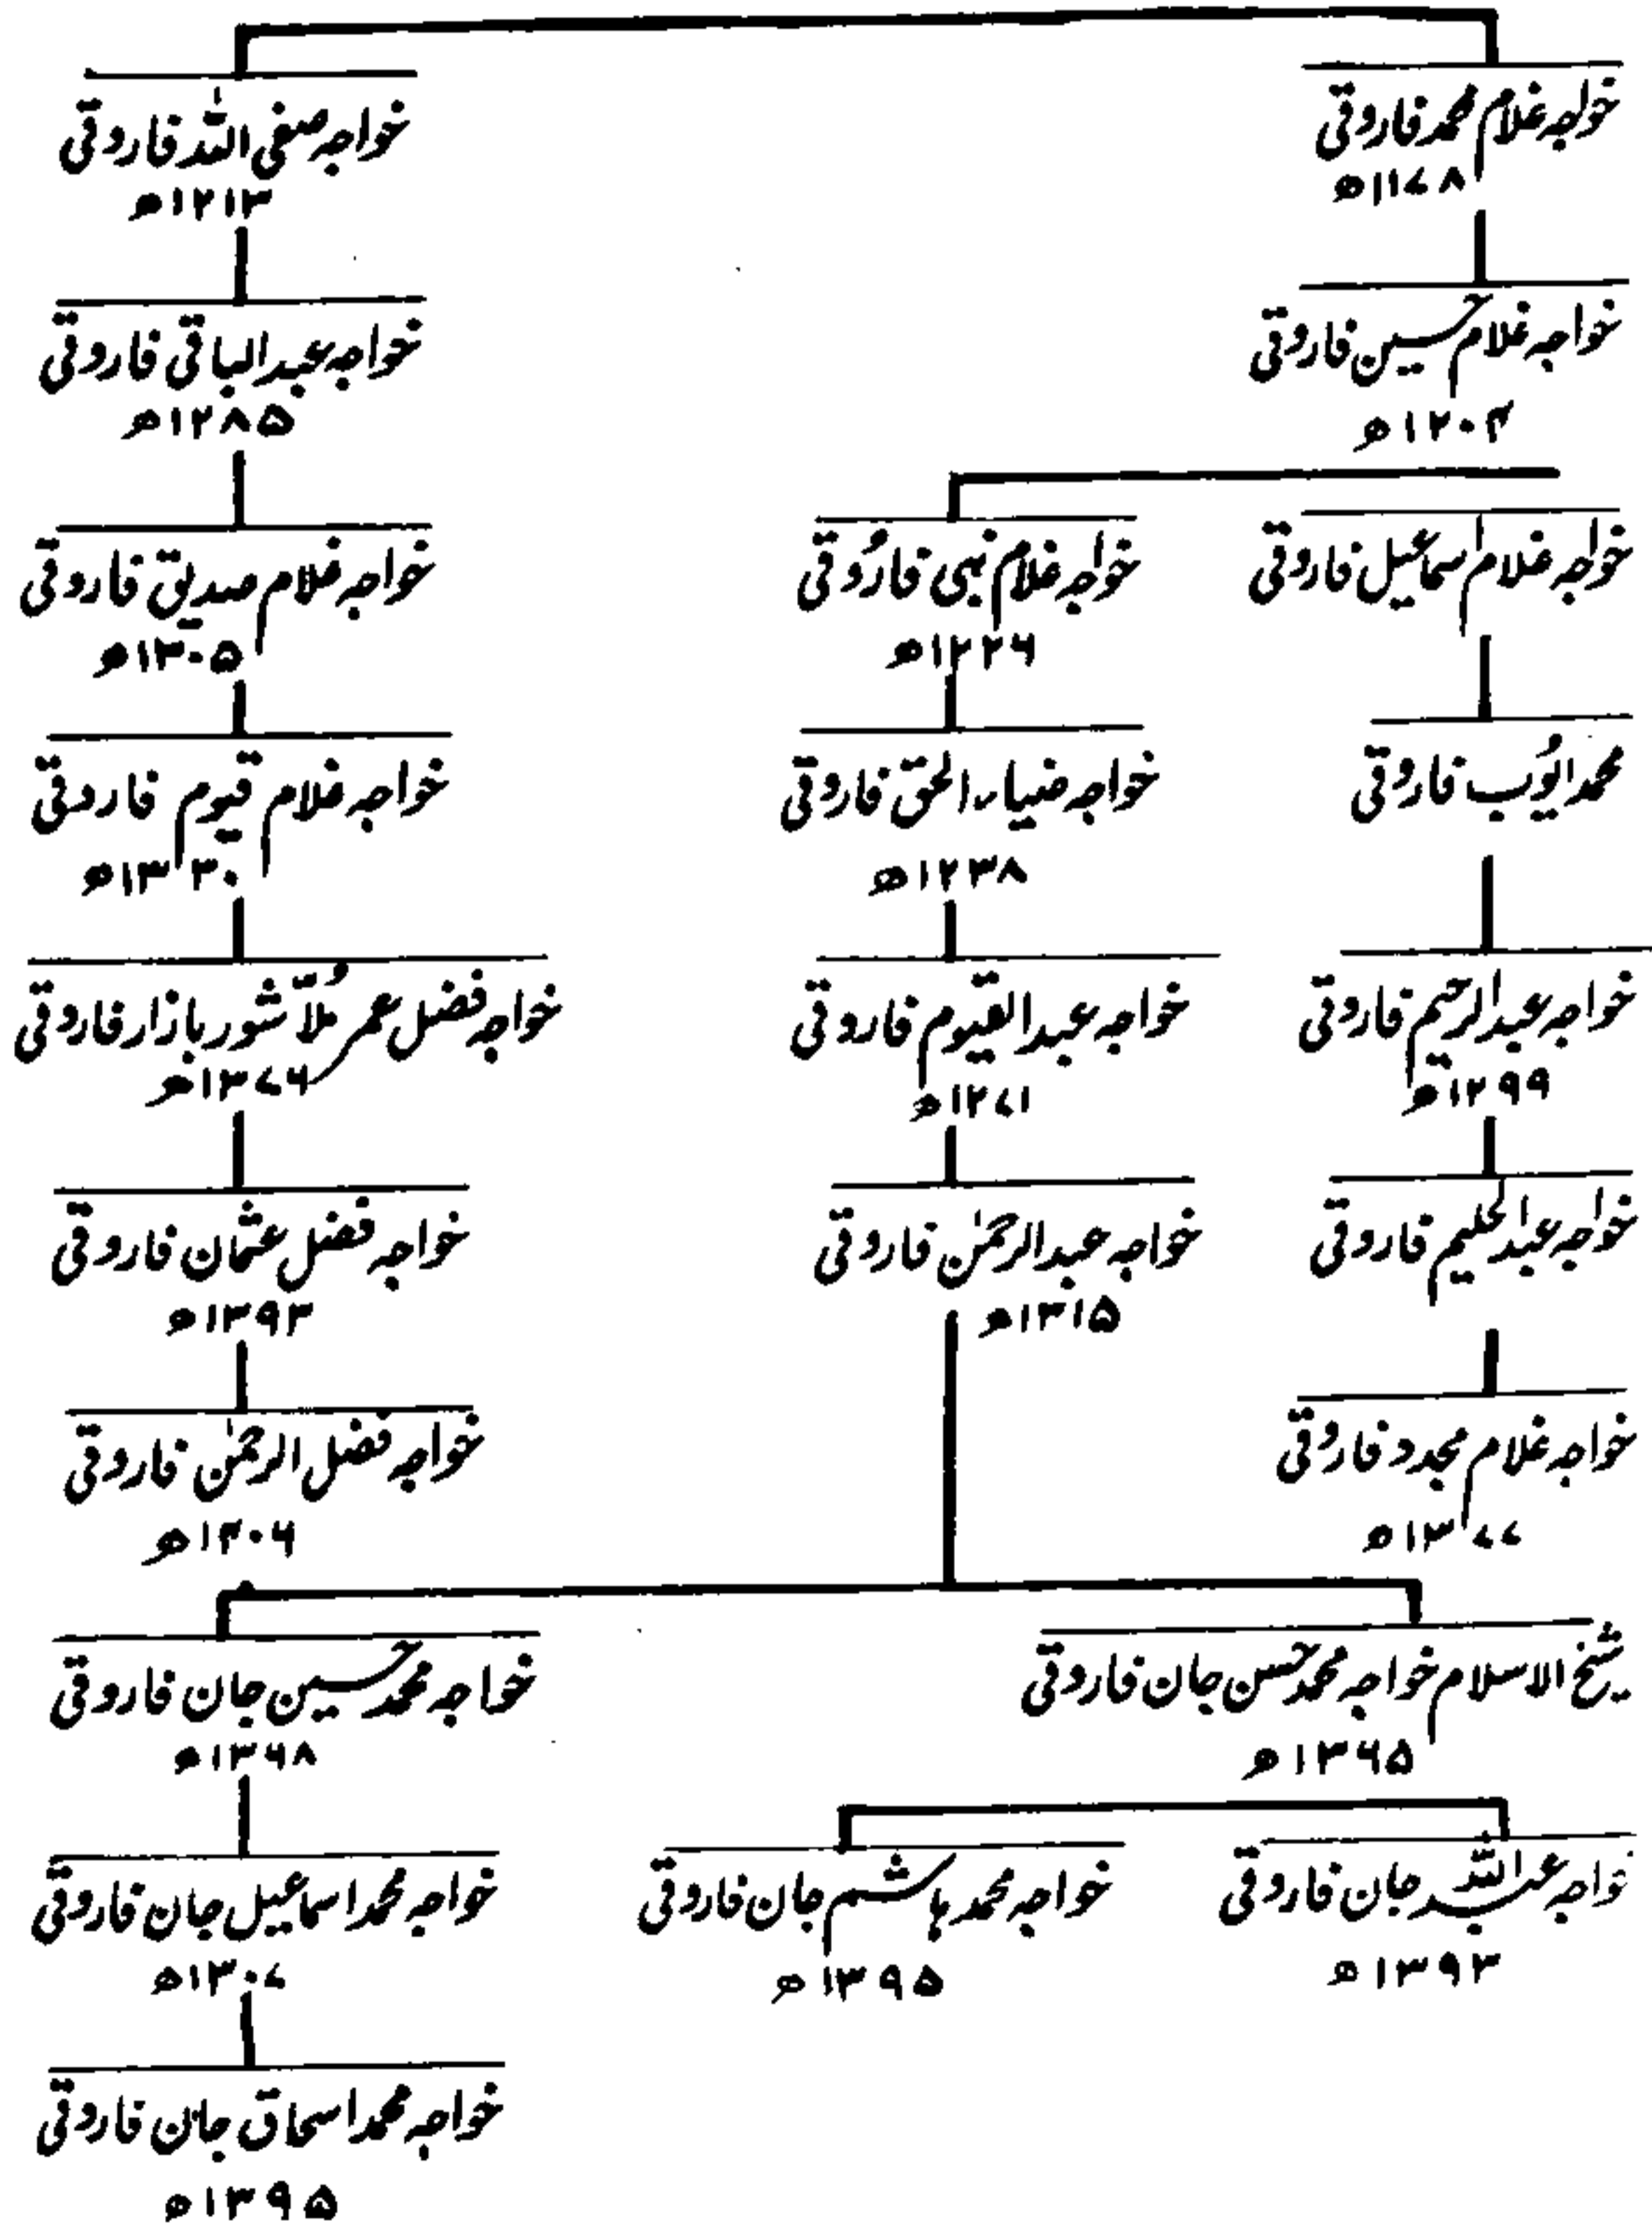 خواجہ غلام محمد فاروقی
۱۱۷۸ھ
خواجہ صفی اللہ فاروقی
۱۲۱۳ھ
خواجہ غلام حسین فاروقی
۱۲۰۴ھ
خواجہ عبدالباقی فاروقی
۱۲۸۵ھ
خواجہ غلام اسماعیل فاروقی
خواجہ غلام نبی فاروقی
۱۲۲۶ھ
خواجہ غلام صدیق فاروقی
۱۳۰۵ھ
محمد ایوب فاروقی
خواجہ ضیاء الحق فاروقی
۱۲۳۸ھ
خواجہ غلام قیوم فاروقی
۱۳۳۰ھ
خواجہ عبدالرحیم فاروقی
۱۲۹۹ھ
خواجہ عبدالقیوم فاروقی
۱۲۷۱ھ
خواجہ فضل عمر ملّا شور بازار فاروقی
۱۳۷۶ھ
خواجہ عبدالحلیم فاروقی
خواجہ عبدالرحمٰن فاروقی
۱۳۱۵ھ
خواجہ فضل عثمان فاروقی
۱۳۹۳ھ
خواجہ غلام مجدد فاروقی
۱۳۷۷ھ
خواجہ فضل الرحمٰن فاروقی
۱۴۰۶ھ
شیخ الاسلام خواجہ محمد حسن جان فاروقی
۱۳۶۵ھ
خواجہ محمد حسین جان فاروقی
۱۳۶۸ھ
خواجہ عبداللہ جان فاروقی
۱۳۹۳ھ
خواجہ محمد ہاشم جان فاروقی
۱۳۹۵ھ
خواجہ محمد اسماعیل جان فاروقی
۱۳۰۷ھ
خواجہ محمد اسحاق جان فاروقی
۱۳۹۵ھ